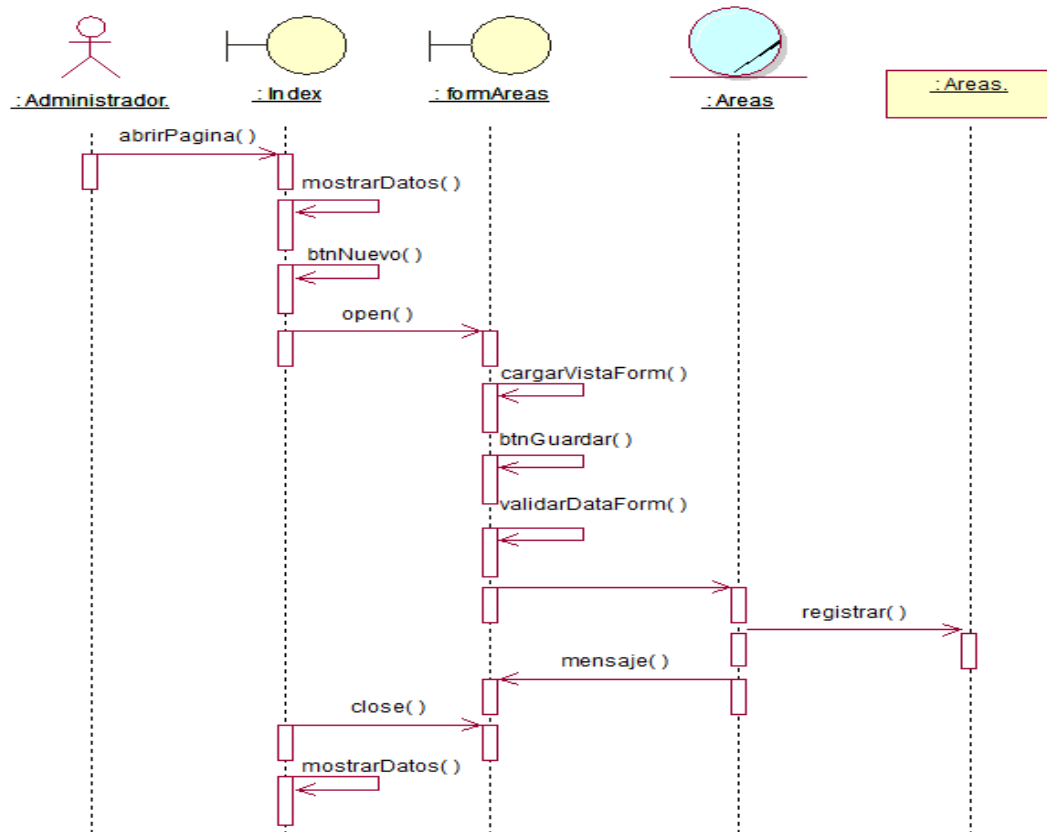 : Administrador.
: Index
: formAreas
: Areas
: Areas.
abrirPagina( )
mostrarDatos( )
btnNuevo( )
open( )
cargarVistaForm( )
btnGuardar( )
validarDataForm( )
registrar( )
mensaje( )
close( )
mostrarDatos( )